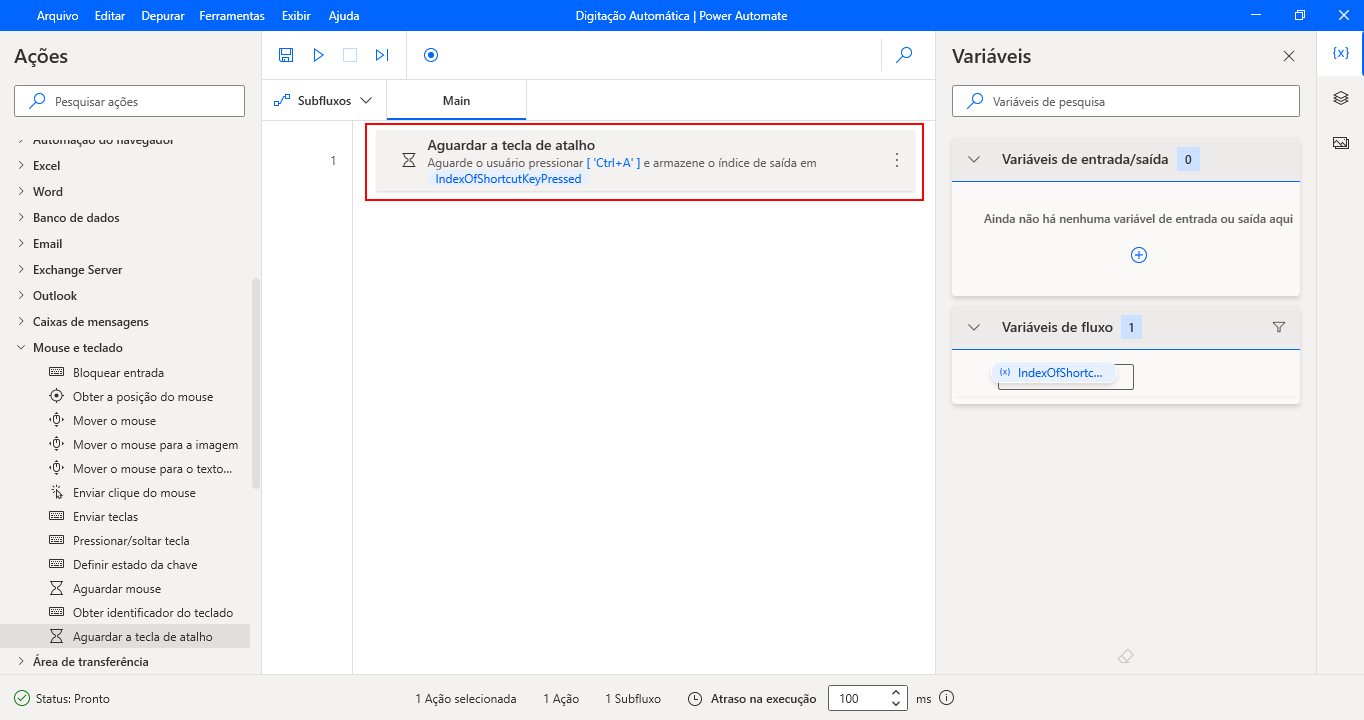 Arquivo Editar Depurar Ferramentas Exibir Ajuda
Digitação Automática | Power Automate
Ações
Pesquisar ações
Automação do navegador
Excel
Word
Banco de dados
Email
Exchange Server
Outlook
Caixas de mensagens
Mouse e teclado
Bloquear entrada
Obter a posição do mouse
Mover o mouse
Mover o mouse para a imagem
Mover o mouse para o texto...
Enviar clique do mouse
Enviar teclas
Pressionar/soltar tecla
Definir estado da chave
Aguardar mouse
Obter identificador do teclado
Aguardar a tecla de atalho
Área de transferência
Subfluxos
Main
1
Aguardar a tecla de atalho
Aguarde o usuário pressionar [ 'Ctrl+A' ] e armazene o índice de saída em
IndexOfShortcutKeyPressed
Variáveis
{x}
Variáveis de pesquisa
Variáveis de entrada/saída 0
Ainda não há nenhuma variável de entrada ou saída aqui
Variáveis de fluxo 1
(x) IndexOfShortc...
Status: Pronto
1 Ação selecionada
1 Ação
1 Subfluxo
Atraso na execução
100
ms